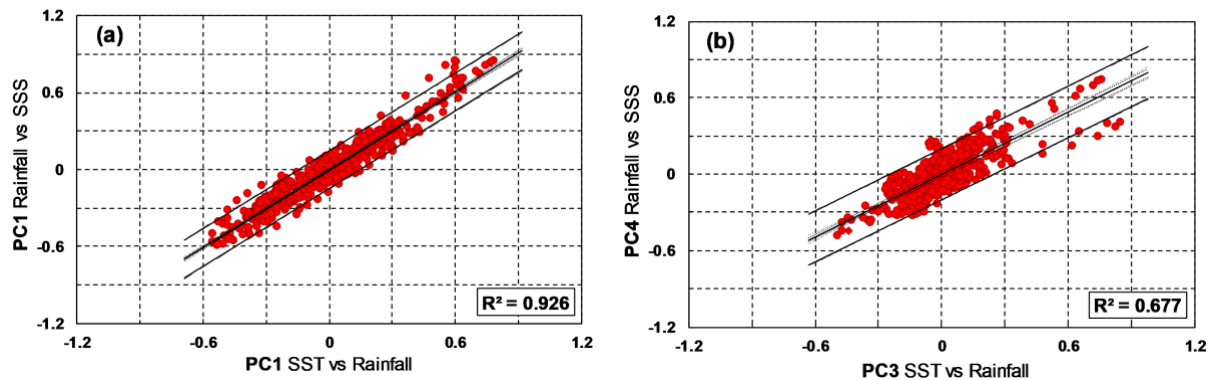 (a)
PC1 Rainfall vs SSS
1.2
0.6
0
-0.6
-1.2
R² = 0.926
-1.2
-0.6
0
0.6
1.2
PC1 SST vs Rainfall
(b)
PC4 Rainfall vs SSS
1.2
0.6
0
-0.6
-1.2
R² = 0.677
-1.2
-0.6
0
0.6
1.2
PC3 SST vs Rainfall